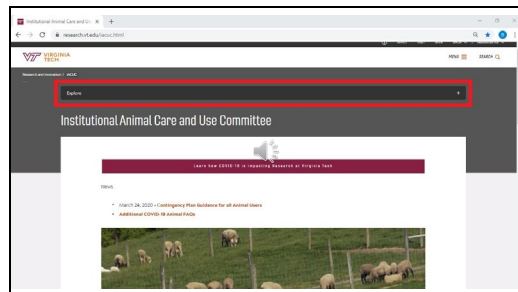 Institutional Animal Care and Us
research.vt.edu/iacuc.html
VT VIRGINIA TECH
MENU
SEARCH
Research and Innovation / IACUC
Explore +
Institutional Animal Care and Use Committee
Learn how COVID-19 is Impacting Research at Virginia Tech
News
• March 24, 2020 - Contingency Plan Guidance for all Animal Users
• Additional COVID-19 Animal FAQs